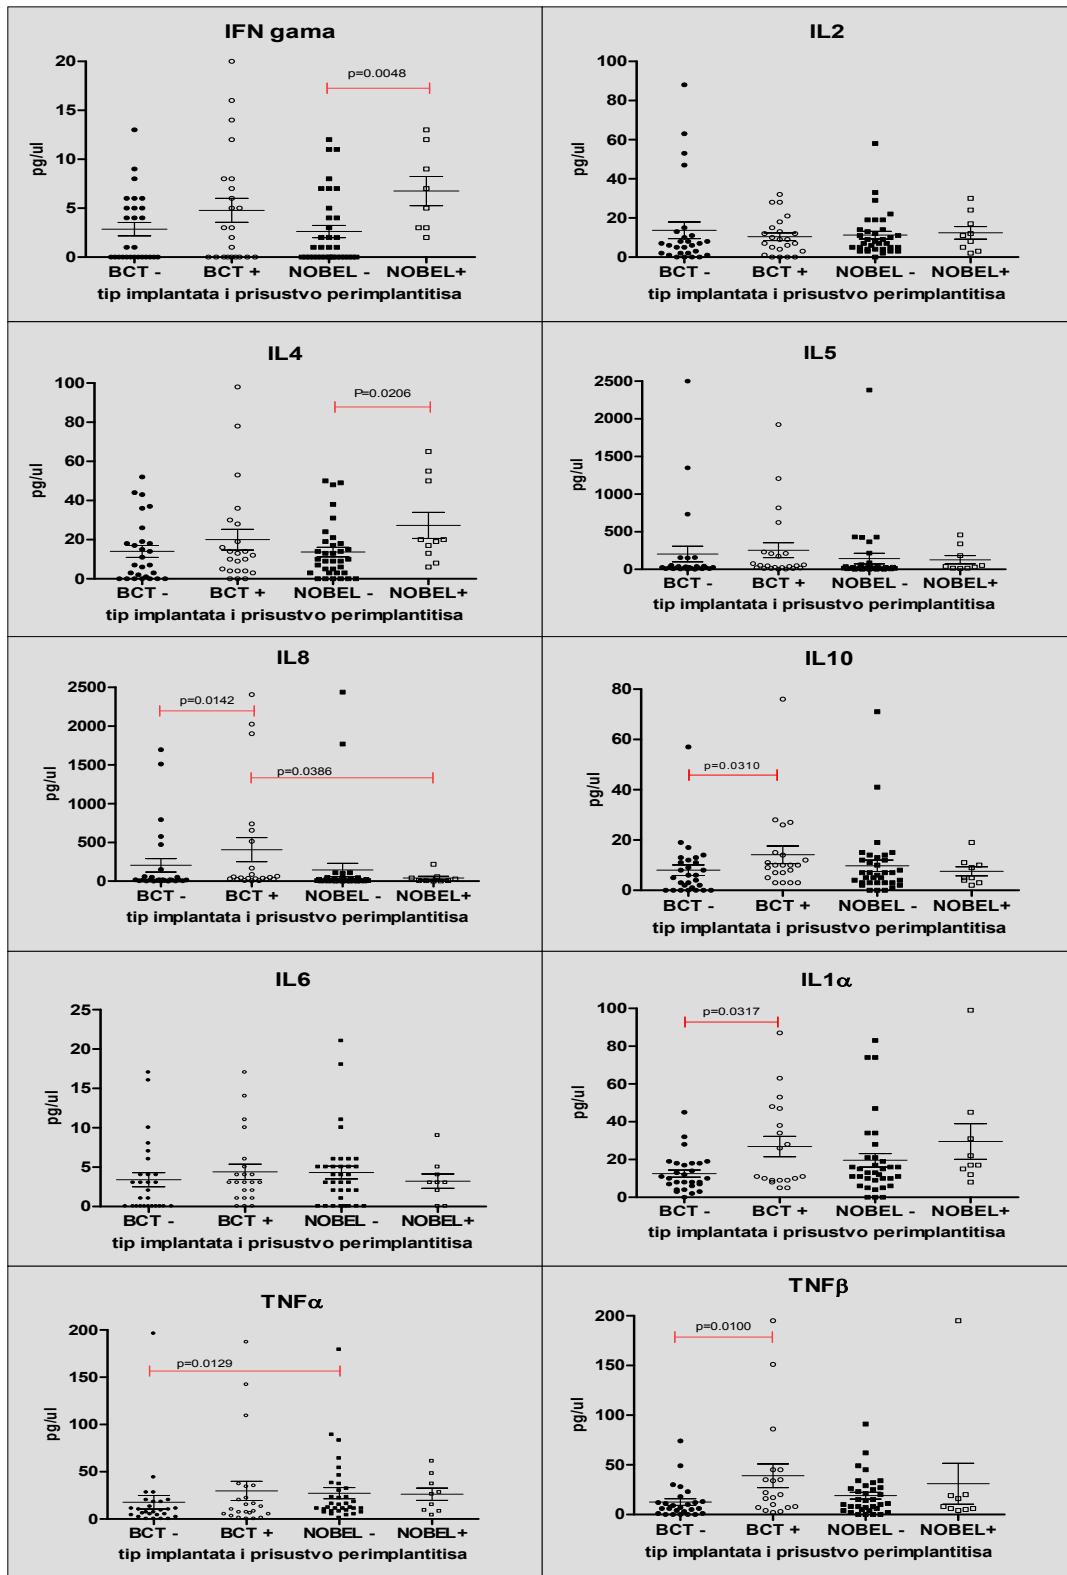 IFN gama
20
15
10
5
0
pg/ul
p=0.0048
BCT - BCT + NOBEL - NOBEL+
tip implantata i prisustvo perimplantitisa
IL2
100
80
60
40
20
0
pg/ul
BCT - BCT + NOBEL - NOBEL+
tip implantata i prisustvo perimplantitisa
IL4
100
80
60
40
20
0
pg/ul
P=0.0206
BCT - BCT + NOBEL - NOBEL+
tip implantata i prisustvo perimplantitisa
IL5
2500
2000
1500
1000
500
0
pg/ul
BCT - BCT + NOBEL - NOBEL+
tip implantata i prisustvo perimplantitisa
IL8
2500
2000
1500
1000
500
0
pg/ul
p=0.0142
p=0.0386
BCT - BCT + NOBEL - NOBEL+
tip implantata i prisustvo perimplantitisa
IL10
80
60
40
20
0
pg/ul
p=0.0310
BCT - BCT + NOBEL - NOBEL+
tip implantata i prisustvo perimplantitisa
IL6
25
20
15
10
5
0
pg/ul
BCT - BCT + NOBEL - NOBEL+
tip implantata i prisustvo perimplantitisa
IL1α
100
80
60
40
20
0
pg/ul
p=0.0317
BCT - BCT + NOBEL - NOBEL+
tip implantata i prisustvo perimplantitisa
TNFα
200
150
100
50
0
pg/ul
p=0.0129
BCT - BCT + NOBEL - NOBEL+
tip implantata i prisustvo perimplantitisa
TNFβ
200
150
100
50
0
pg/ul
p=0.0100
BCT - BCT + NOBEL - NOBEL+
tip implantata i prisustvo perimplantitisa